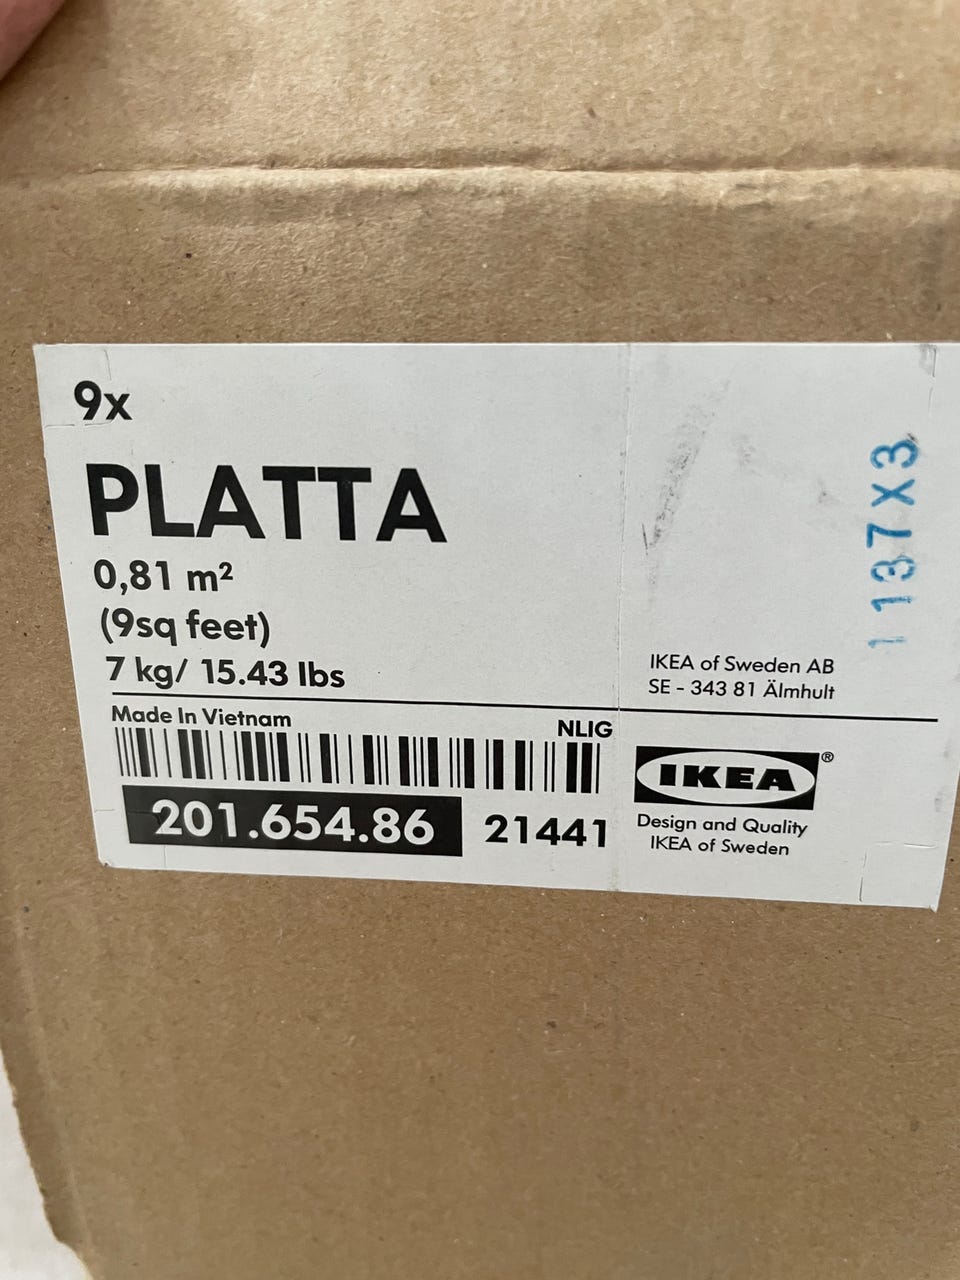 9x
PLATTA
0,81 m²
(9sq feet)
7 kg/ 15.43 lbs
Made In Vietnam
NLIG
201.654.86
21441
1137X3
IKEA of Sweden AB
SE - 343 81 Älmhult
IKEA®
Design and Quality
IKEA of Sweden